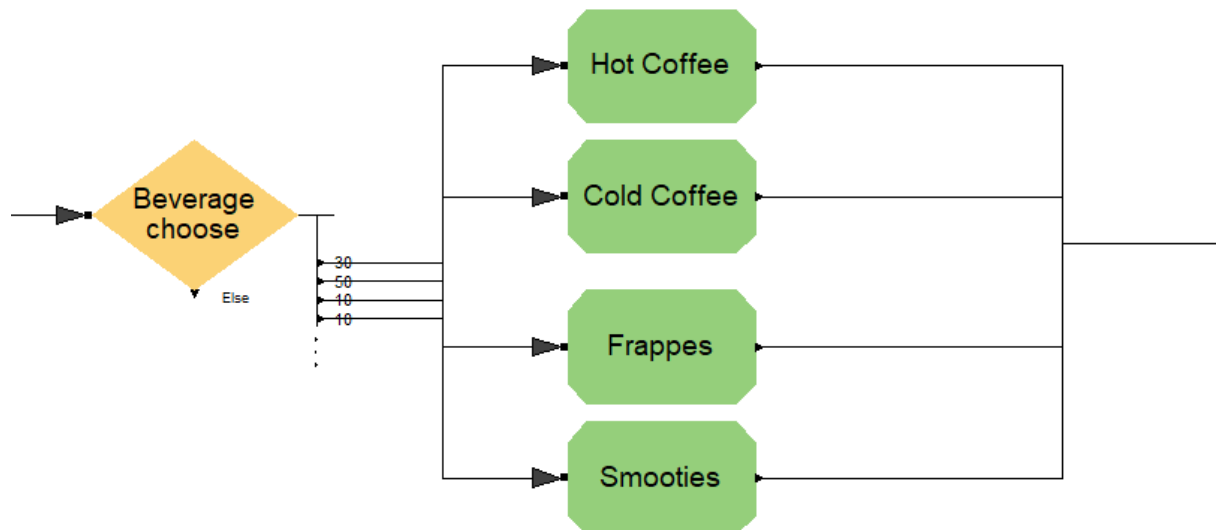 Hot Coffee
Cold Coffee
Beverage
choose
30
50
10
10
Else
Frappes
Smooties